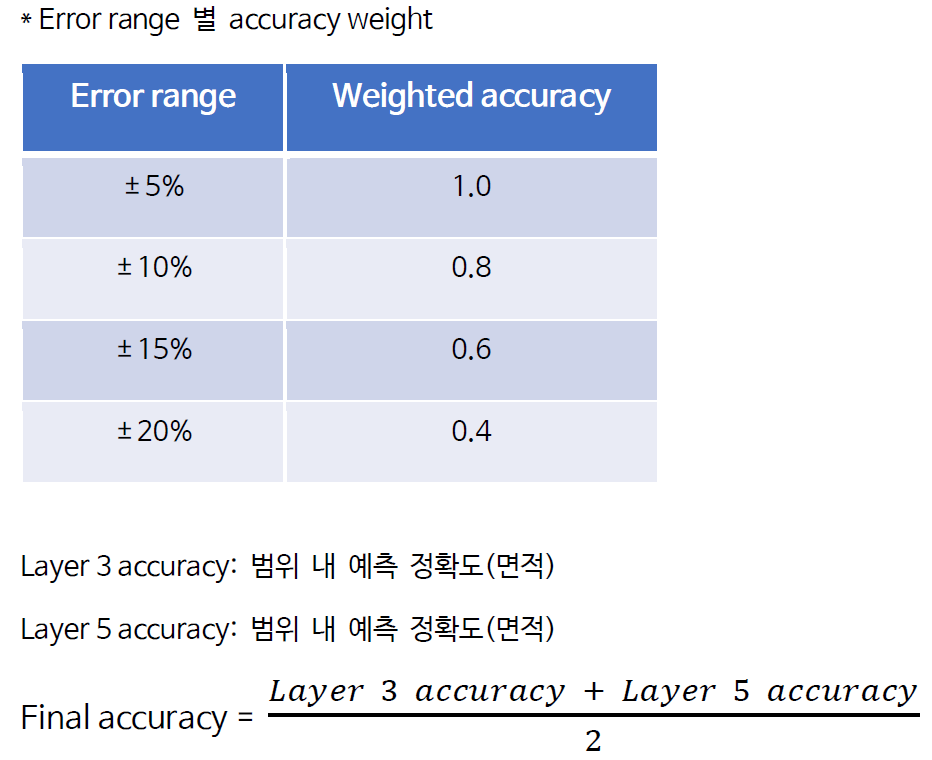 * Error range 별 accuracy weight
Error range Weighted accuracy
±5% 1.0
±10% 0.8
±15% 0.6
±20% 0.4
Layer 3 accuracy: 범위 내 예측 정확도(면적)
Layer 5 accuracy: 범위 내 예측 정확도(면적)
Layer 3 accuracy + Layer 5 accuracy
Final accuracy =
2